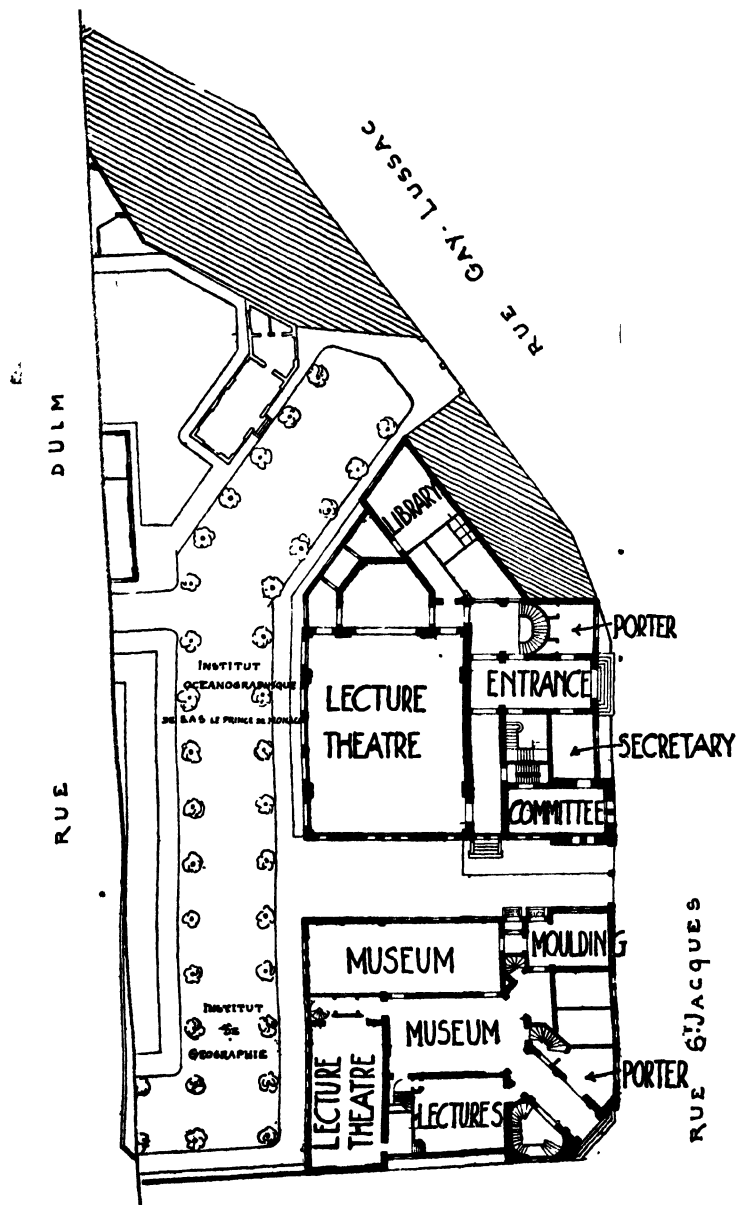 RUE GAY-LUSSAC
RUE DULM
LIBRARY
PORTER
INSTITUT
OCEANOGRAPHIQUE
DE S.A.S LE PRINCE DE MONACO
LECTURE
THEATRE
ENTRANCE
SECRETARY
COMMITTEE
MUSEUM
MOULDING
RUE ST JACQUES
INSTITUT
DE
GEOGRAPHIE
MUSEUM
LECTURE
THEATRE
LECTURES
PORTER